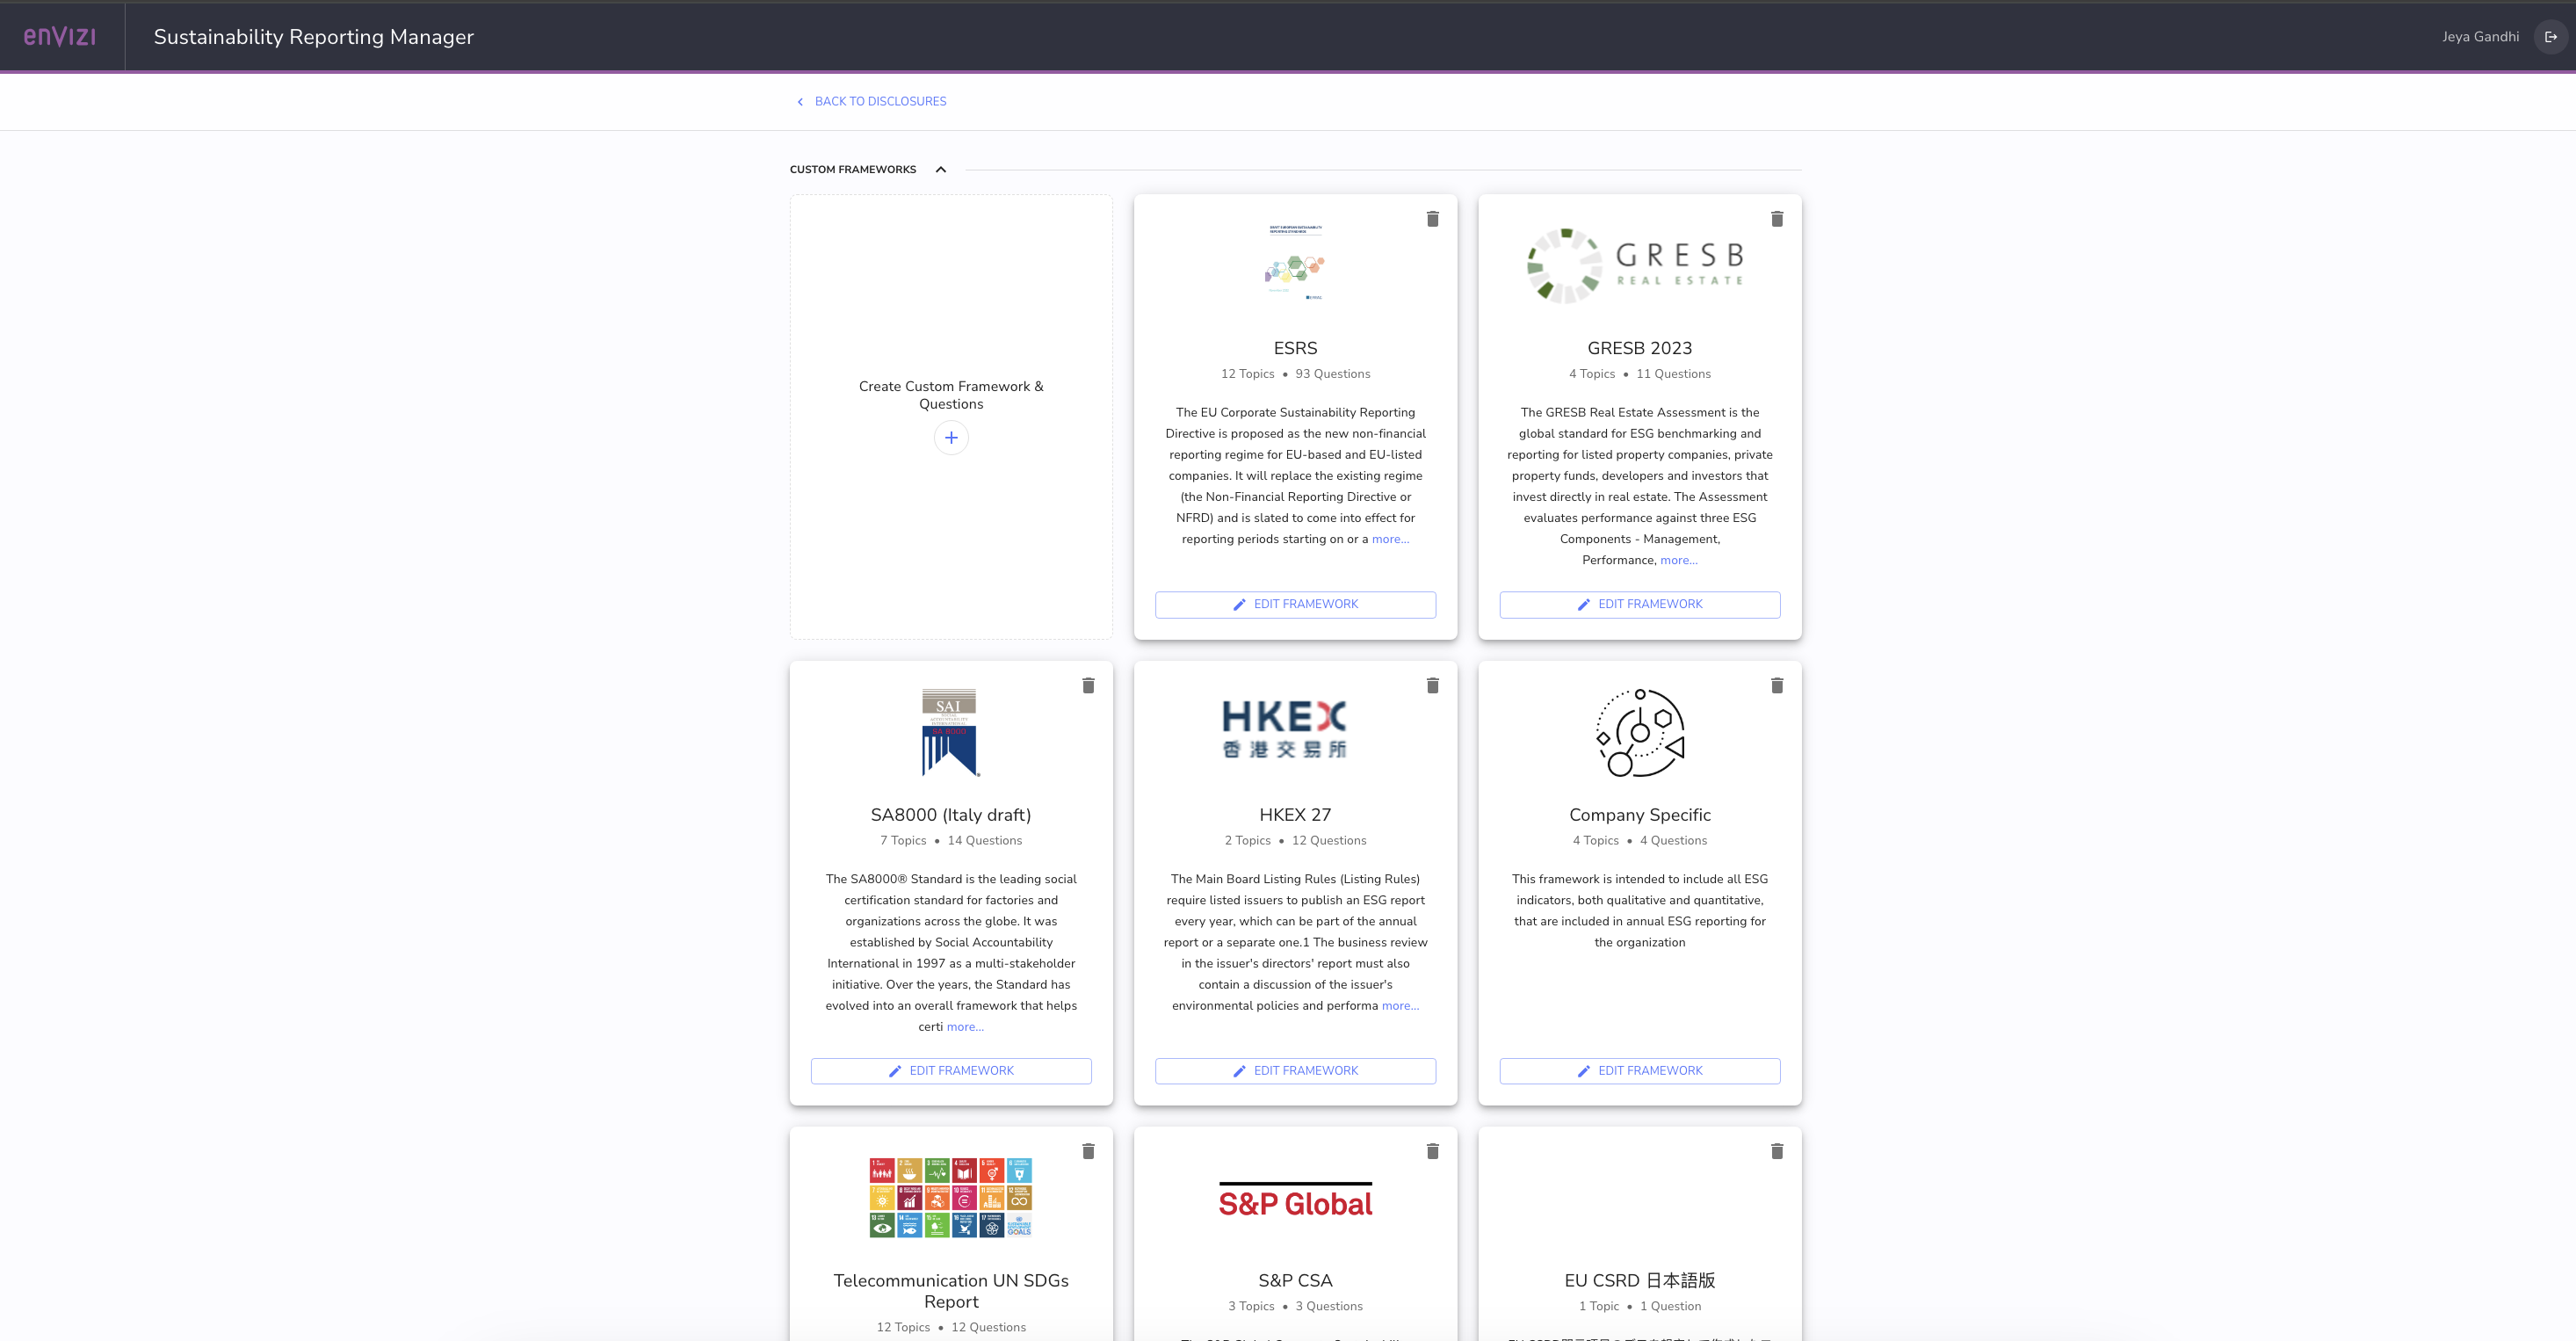 enVIZI
Sustainability Reporting Manager
Jeya Gandhi
BACK TO DISCLOSURES
CUSTOM FRAMEWORKS
Create Custom Framework &
Questions
ESRS
12 Topics • 93 Questions
The EU Corporate Sustainability Reporting
Directive is proposed as the new non-financial
reporting regime for EU-based and EU-listed
companies. It will replace the existing regime
(the Non-Financial Reporting Directive or
NFRD) and is slated to come into effect for
reporting periods starting on or a more...
EDIT FRAMEWORK
GRESB
REAL ESTATE
GRESB 2023
4 Topics • 11 Questions
The GRESB Real Estate Assessment is the
global standard for ESG benchmarking and
reporting for listed property companies, private
property funds, developers and investors that
invest directly in real estate. The Assessment
evaluates performance against three ESG
Components - Management,
Performance, more...
EDIT FRAMEWORK
SAI
SA 8000
SA8000 (Italy draft)
7 Topics • 14 Questions
The SA8000® Standard is the leading social
certification standard for factories and
organizations across the globe. It was
established by Social Accountability
International in 1997 as a multi-stakeholder
initiative. Over the years, the Standard has
evolved into an overall framework that helps
certi more...
EDIT FRAMEWORK
HKEX
香港交易所
HKEX 27
2 Topics • 12 Questions
The Main Board Listing Rules (Listing Rules)
require listed issuers to publish an ESG report
every year, which can be part of the annual
report or a separate one.1 The business review
in the issuer's directors' report must also
contain a discussion of the issuer's
environmental policies and performa more...
EDIT FRAMEWORK
Company Specific
4 Topics • 4 Questions
This framework is intended to include all ESG
indicators, both qualitative and quantitative,
that are included in annual ESG reporting for
the organization
EDIT FRAMEWORK
GOALS
Telecommunication UN SDGs
Report
12 Topics • 12 Questions
S&P Global
S&P CSA
3 Topics • 3 Questions
EU CSRD 日本語版
1 Topic • 1 Question